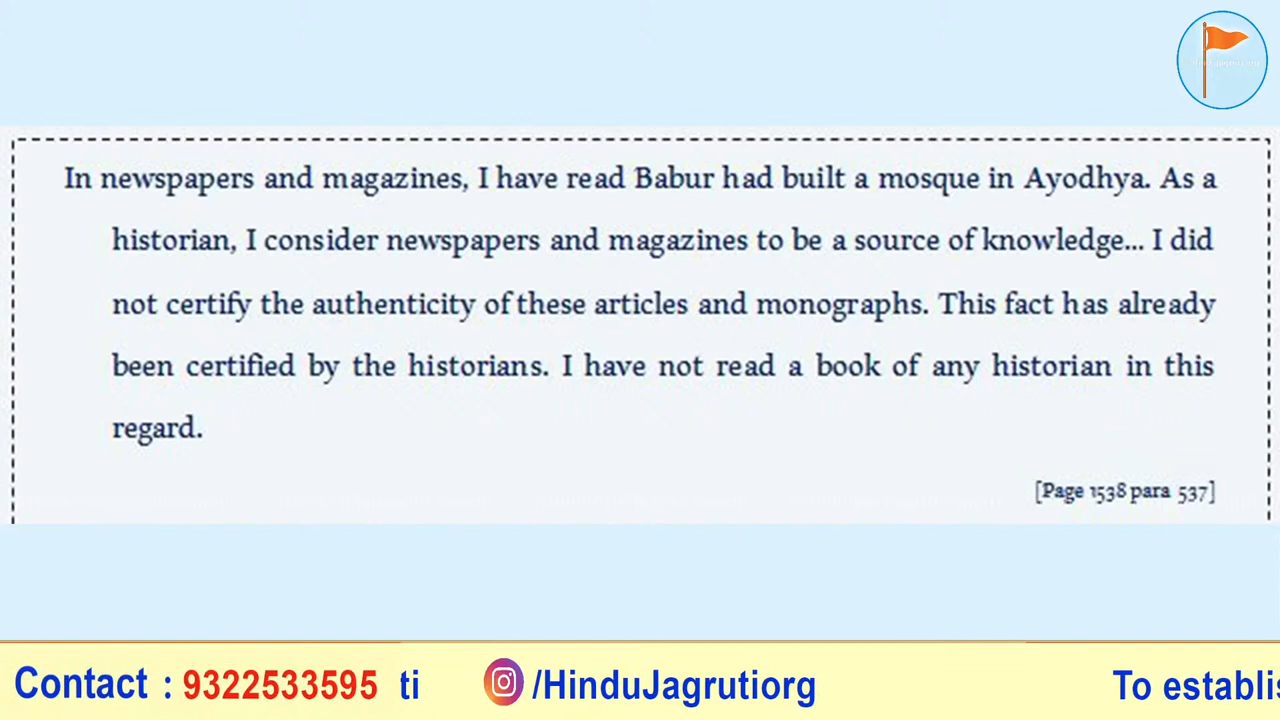 In newspapers and magazines, I have read Babur had built a mosque in Ayodhya. As a
historian, I consider newspapers and magazines to be a source of knowledge... I did
not certify the authenticity of these articles and monographs. This fact has already
been certified by the historians. I have not read a book of any historian in this
regard.
[Page 1538 para 537]
Contact : 9322533595 ti /HinduJagrutiorg To establis